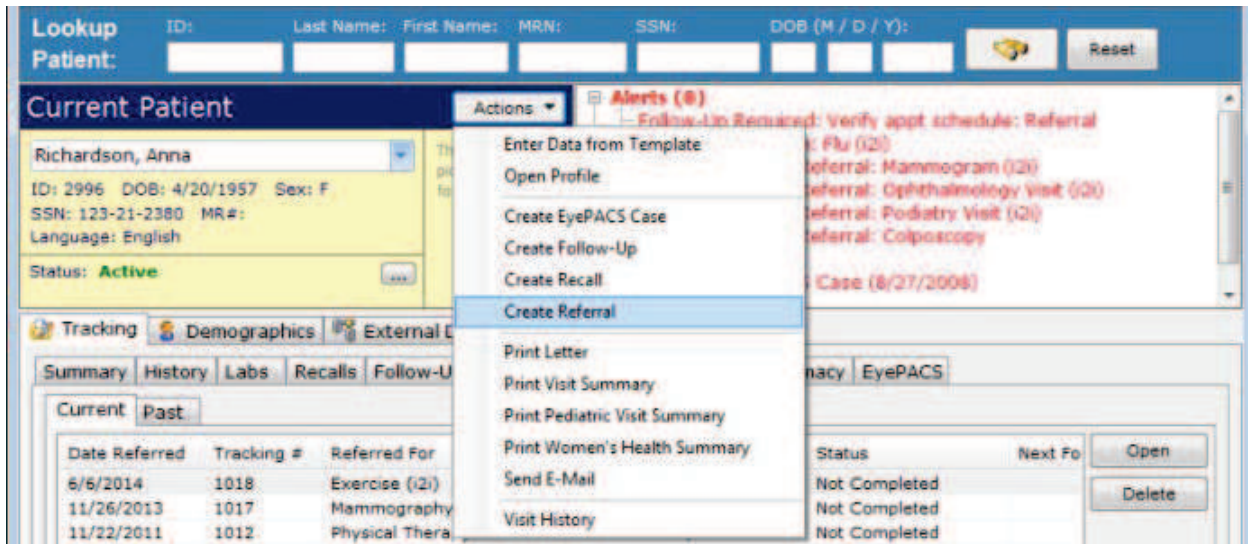 Lookup Patient:
ID: Last Name: First Name: MRN: SSN: DOB (M / D / Y):
Reset
Current Patient
Actions
Alerts (8)
Follow-Up Required: Verify appt schedule: Referral
: Flu (i2i)
eferral: Mammogram (i2i)
eferral: Ophthalmology Visit (i2i)
eferral: Podiatry Visit (i2i)
eferral: Colposcopy
Case (8/27/2008)
Richardson, Anna
ID: 2996 DOB: 4/20/1957 Sex: F
SSN: 123-21-2380 MR#:
Language: English
Status: Active
...
Th
pic
fo
Enter Data from Template
Open Profile
Create EyePACS Case
Create Follow-Up
Create Recall
Create Referral
Print Letter
Print Visit Summary
Print Pediatric Visit Summary
Print Women's Health Summary
Send E-Mail
Visit History
Tracking Demographics External D
Summary History Labs Recalls Follow-U macy EyePACS
Current Past
Date Referred Tracking # Referred For Status Next Fo
6/6/2014 1018 Exercise (i2i) Not Completed
11/26/2013 1017 Mammography Not Completed
11/22/2011 1012 Physical Thera Not Completed
Open
Delete